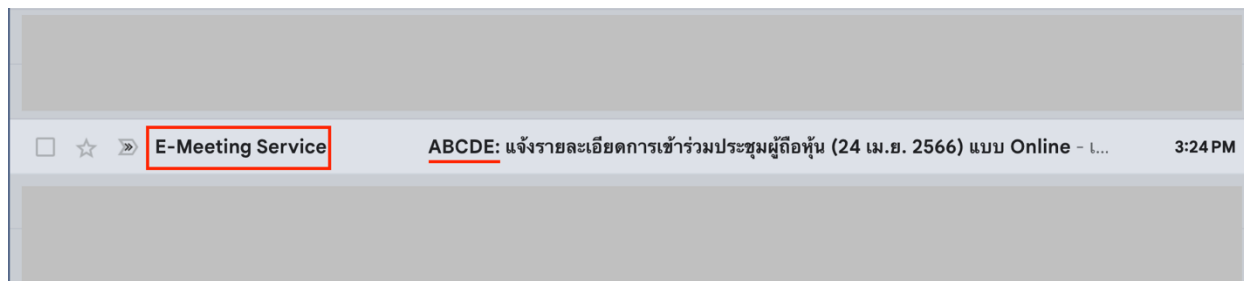 E-Meeting Service ABCDE: แจ้งรายละเอียดการเข้าร่วมประชุมผู้ถือหุ้น (24 เม.ย. 2566) แบบ Online - เ... 3:24 PM